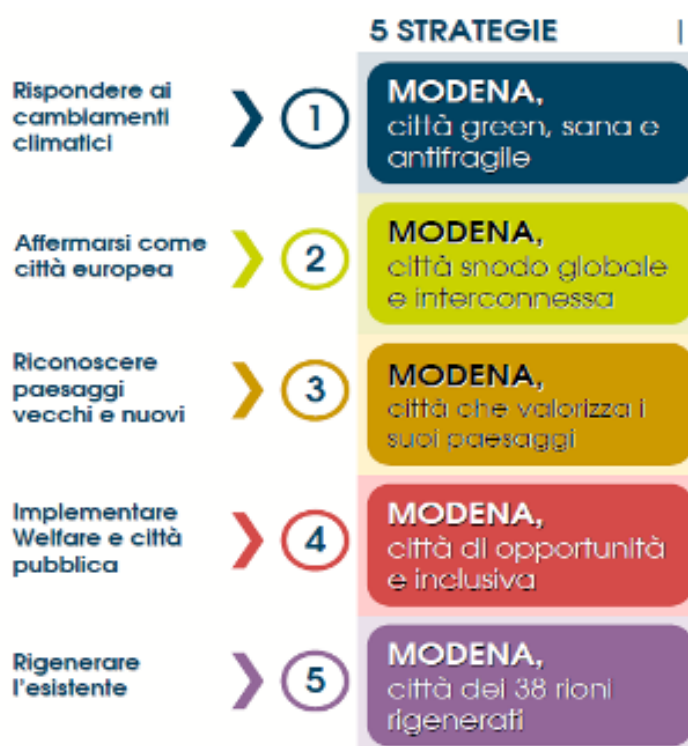 5 STRATEGIE |
Rispondere ai
cambiamenti
climatici
1
MODENA,
città green, sana e
antifragile
Affermarsi come
città europea
2
MODENA,
città snodo globale
e interconnessa
Riconoscere
paesaggi
vecchi e nuovi
3
MODENA,
città che valorizza i
suoi paesaggi
Implementare
Welfare e città
pubblica
4
MODENA,
città di opportunità
e inclusiva
Rigenerare
l'esistente
5
MODENA,
città dei 38 rioni
rigenerati